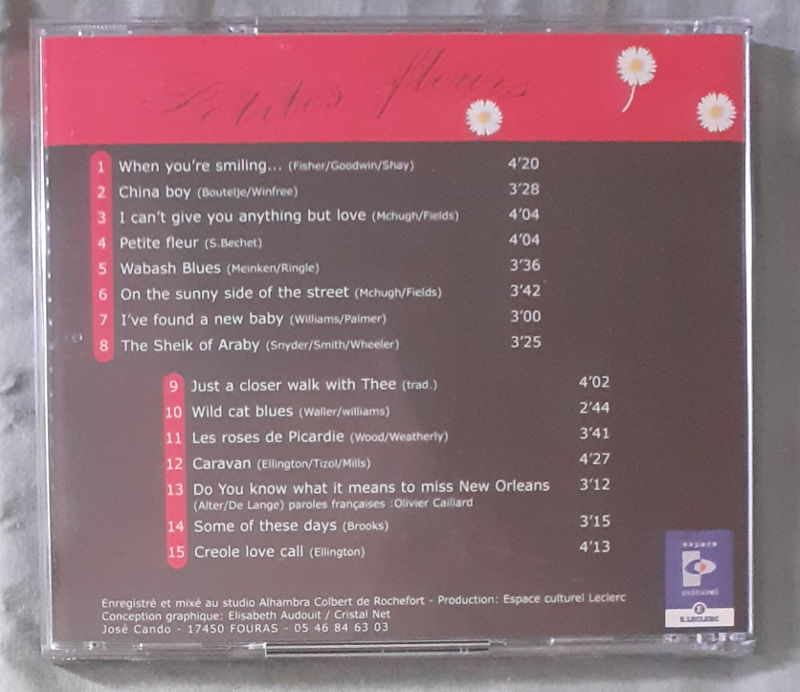 Petites fleurs
1 When you're smiling... (Fisher/Goodwin/Shay) 4'20
2 China boy (Boutelje/Winfree) 3'28
3 I can't give you anything but love (Mchugh/Fields) 4'04
4 Petite fleur (S.Bechet) 4'04
5 Wabash Blues (Meinken/Ringle) 3'36
6 On the sunny side of the street (Mchugh/Fields) 3'42
7 I've found a new baby (Williams/Palmer) 3'00
8 The Sheik of Araby (Snyder/Smith/Wheeler) 3'25
9 Just a closer walk with Thee (trad.) 4'02
10 Wild cat blues (Waller/williams) 2'44
11 Les roses de Picardie (Wood/Weatherly) 3'41
12 Caravan (Ellington/Tizol/Mills) 4'27
13 Do You know what it means to miss New Orleans 3'12
(Alter/De Lange) paroles françaises :Olivier Caillard
14 Some of these days (Brooks) 3'15
15 Creole love call (Ellington) 4'13
espace
culturel
E.LECLERC
Enregistré et mixé au studio Alhambra Colbert de Rochefort - Production: Espace culturel Leclerc
Conception graphique: Elisabeth Audouit / Cristal Net
José Cando - 17450 FOURAS - 05 46 84 63 03